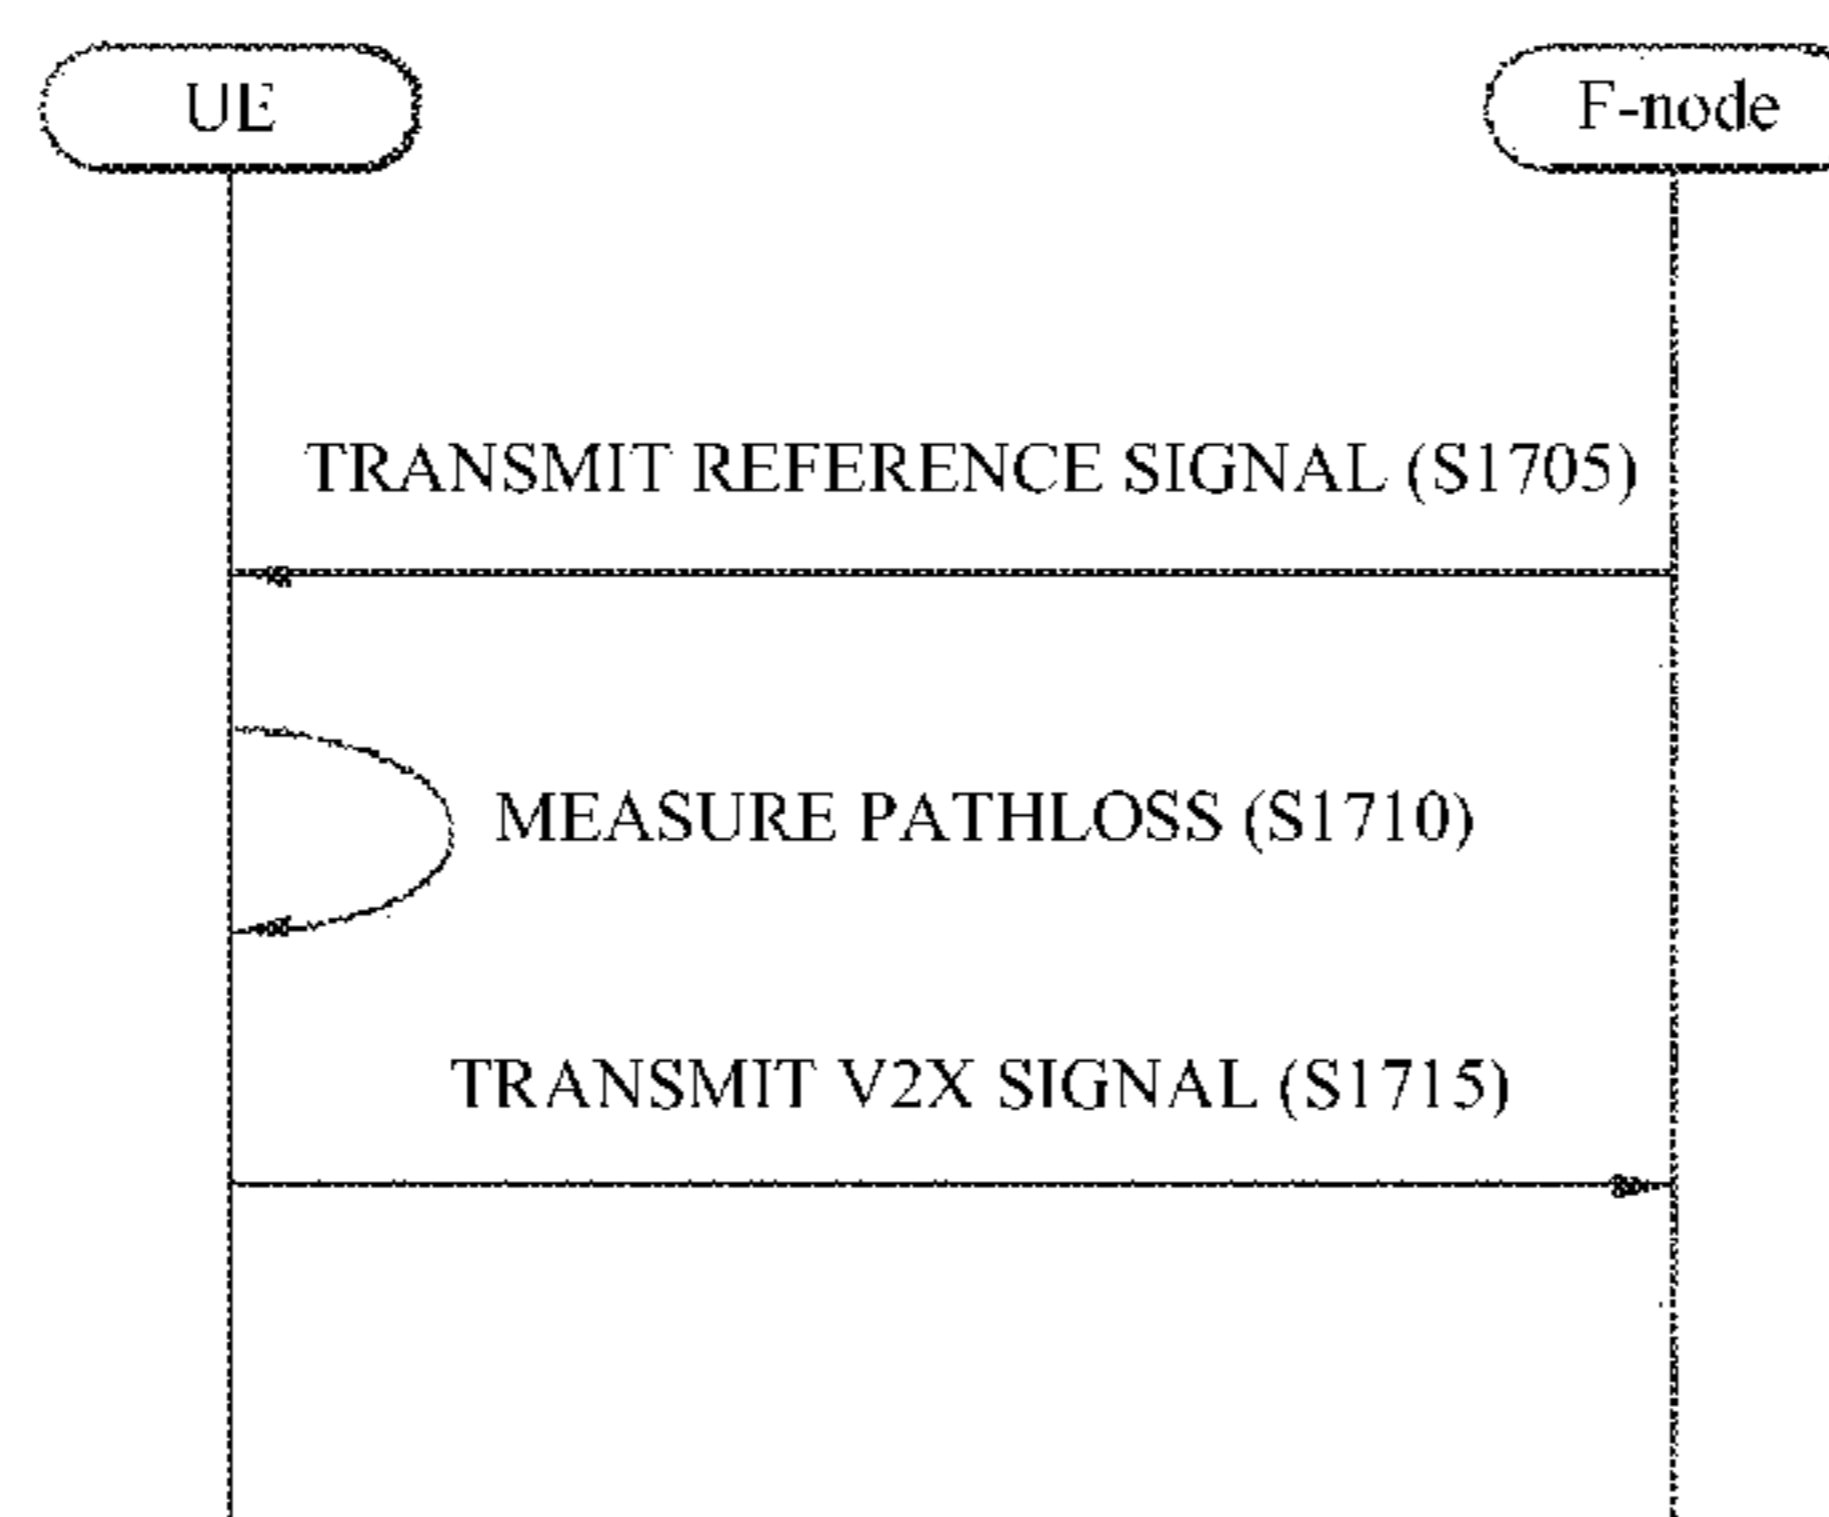 UE
F-node
TRANSMIT REFERENCE SIGNAL (S1705)
MEASURE PATHLOSS (S1710)
TRANSMIT V2X SIGNAL (S1715)